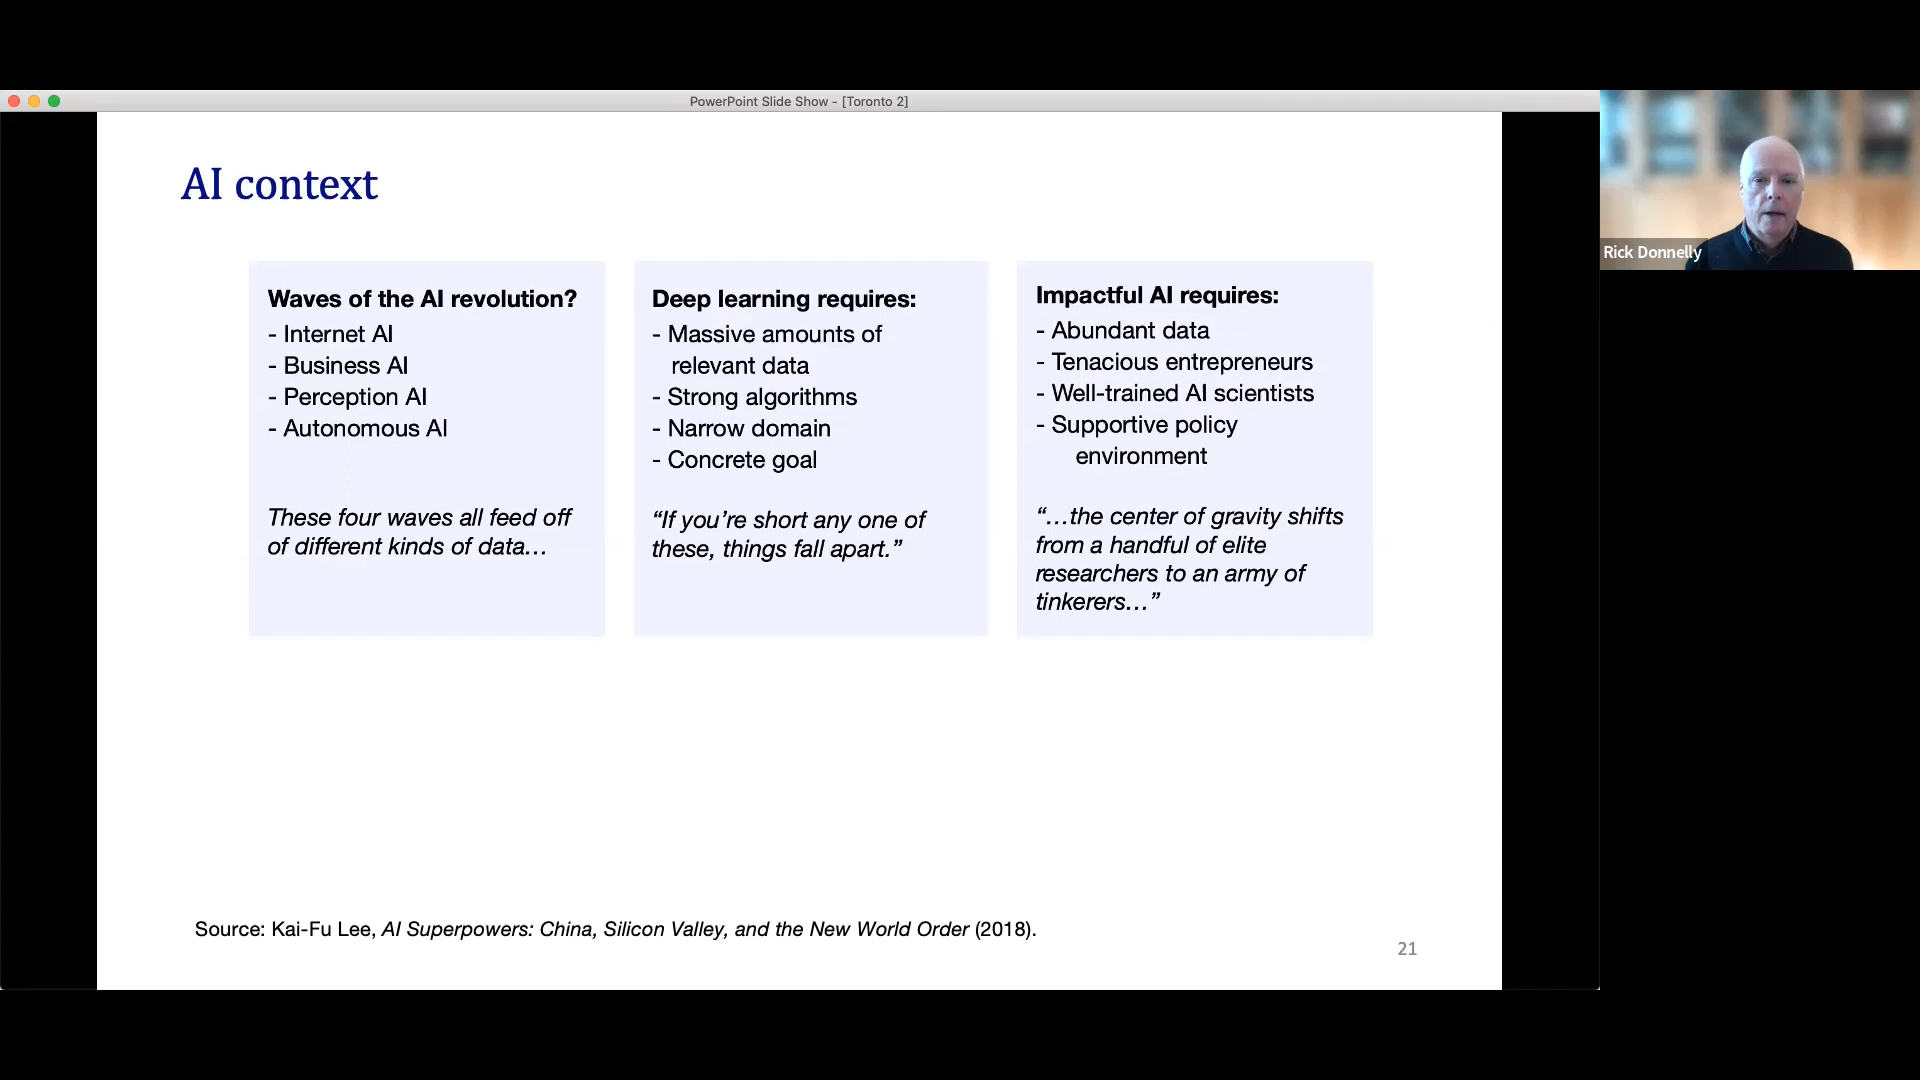 PowerPoint Slide Show - [Toronto 2]
AI context
Waves of the AI revolution?
- Internet AI
- Business AI
- Perception AI
- Autonomous AI
These four waves all feed off
of different kinds of data…
Deep learning requires:
- Massive amounts of
relevant data
- Strong algorithms
- Narrow domain
- Concrete goal
“If you’re short any one of
these, things fall apart.”
Impactful AI requires:
- Abundant data
- Tenacious entrepreneurs
- Well-trained AI scientists
- Supportive policy
environment
“…the center of gravity shifts
from a handful of elite
researchers to an army of
tinkerers…”
Source: Kai-Fu Lee, AI Superpowers: China, Silicon Valley, and the New World Order (2018).
21
Rick Donnelly